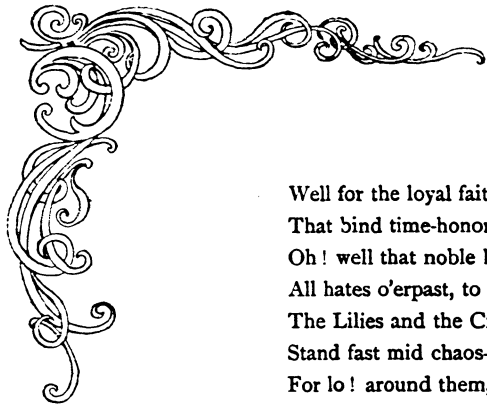 Well for the loyal fait
That bind time-honor
Oh ! well that noble
All hates o'erpast, to
The Lilies and the C
Stand fast mid chaos-
For lo ! around them,